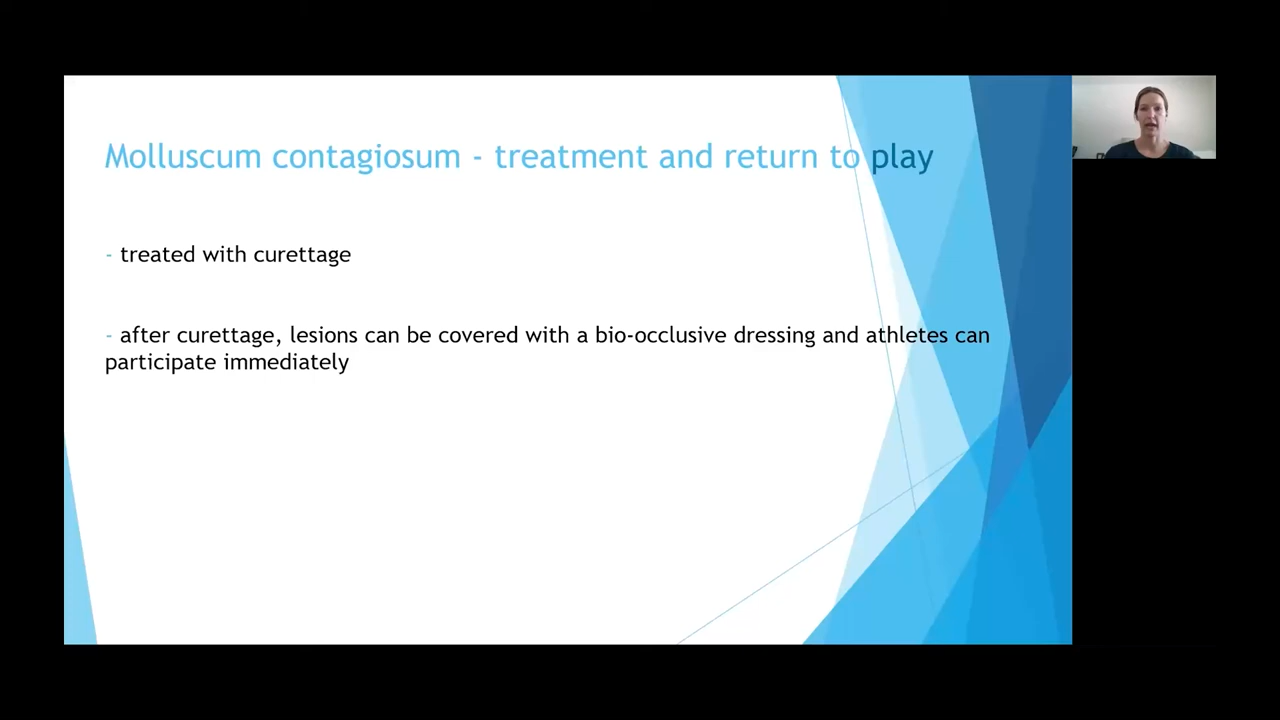 Molluscum contagiosum - treatment and return to play
- treated with curettage
- after curettage, lesions can be covered with a bio-occlusive dressing and athletes can
participate immediately